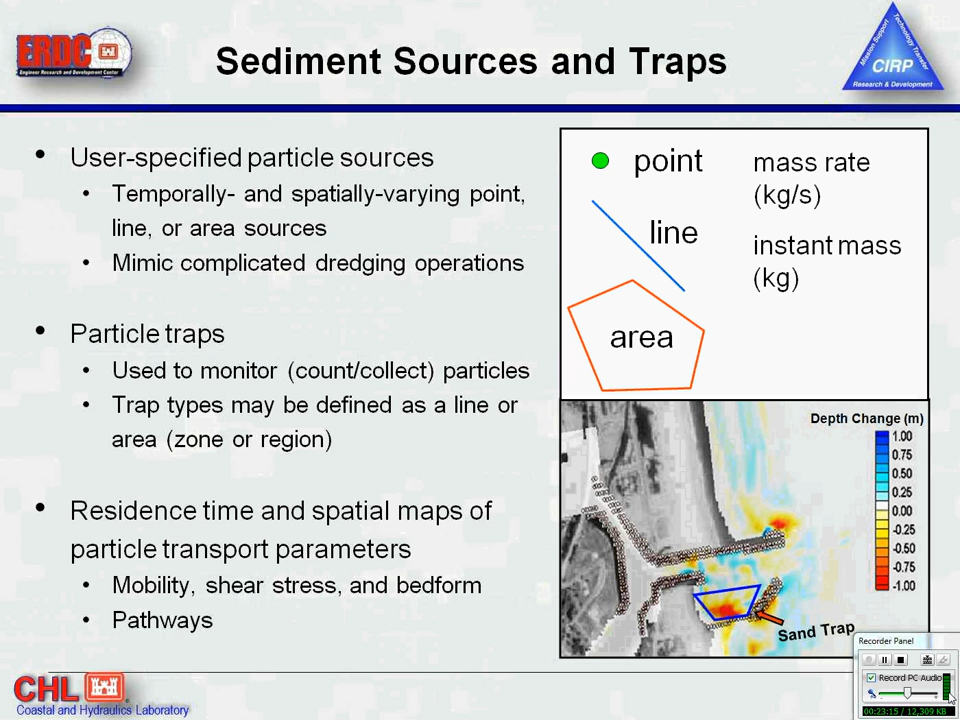 ERDC
Engineer Research and Development Center
Sediment Sources and Traps
Mission Support
Technology Transfer
CIRP
Research & Development
• User-specified particle sources
• Temporally- and spatially-varying point,
line, or area sources
• Mimic complicated dredging operations
• Particle traps
• Used to monitor (count/collect) particles
• Trap types may be defined as a line or
area (zone or region)
• Residence time and spatial maps of
particle transport parameters
• Mobility, shear stress, and bedform
• Pathways
point
mass rate
(kg/s)
line
instant mass
(kg)
area
Depth Change (m)
1.00
0.75
0.50
0.25
0.00
-0.25
-0.50
-0.75
-1.00
Sand Trap
Recorder Panel
Record PC Audio
00:23:15 / 12,309 KB
CHL
Coastal and Hydraulics Laboratory